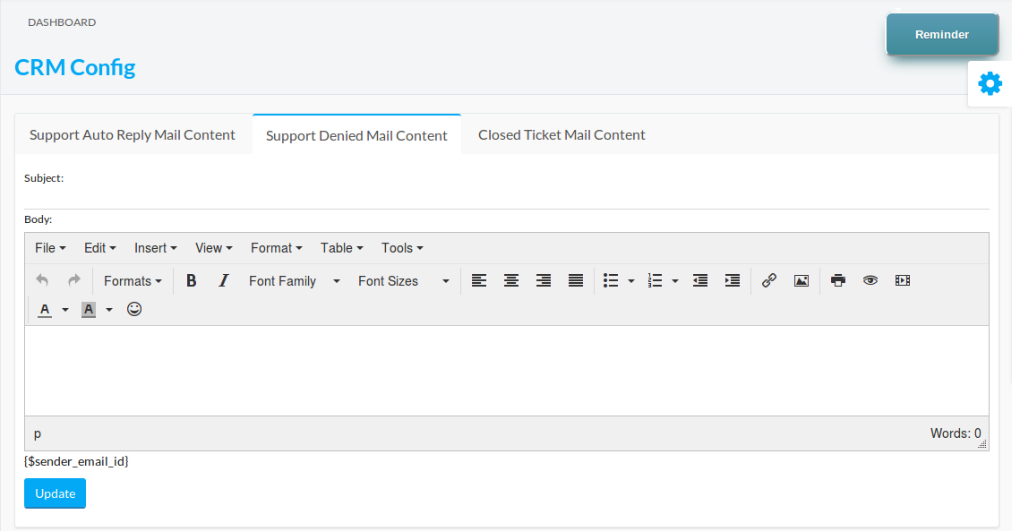 DASHBOARD
Reminder
CRM Config
Support Auto Reply Mail Content Support Denied Mail Content Closed Ticket Mail Content
Subject:
Body:
File Edit Insert View Format Table Tools
Formats B I Font Family Font Sizes
A A
p Words: 0
{$sender_email_id}
Update